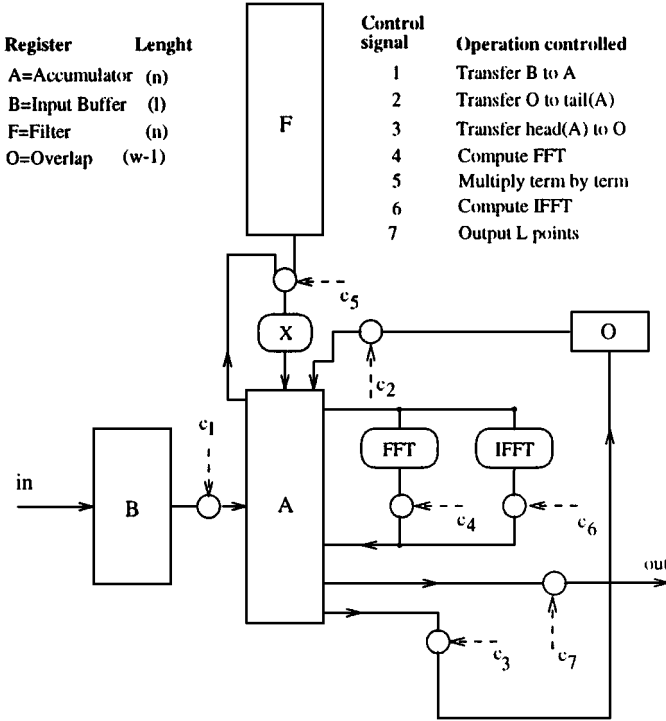 Register Lenght
A=Accumulator (n)
B=Input Buffer (l)
F=Filter (n)
O=Overlap (w-1)
Control
signal Operation controlled
1 Transfer B to A
2 Transfer O to tail(A)
3 Transfer head(A) to O
4 Compute FFT
5 Multiply term by term
6 Compute IFFT
7 Output L points
F
c5
X
O
c2
c1
FFT IFFT
in
B
A
c4
c6
out
c3
c7